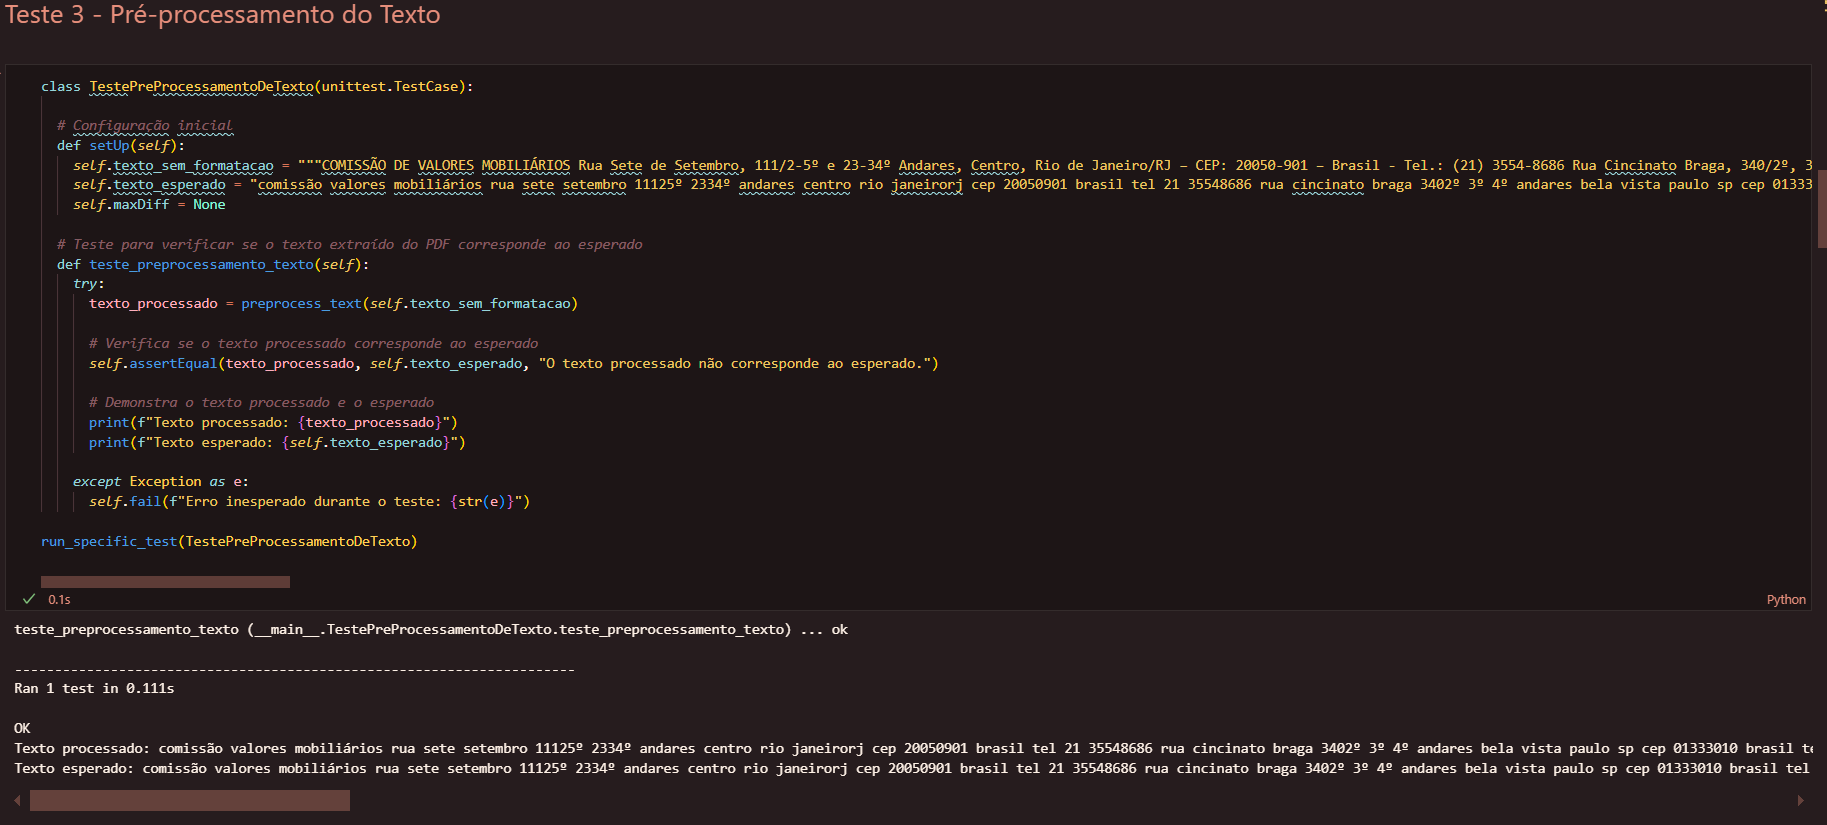 Teste 3 - Pré-processamento do Texto
class TestePreProcessamentoDeTexto(unittest.TestCase):
# Configuração inicial
def setUp(self):
self.texto_sem_formatacao = """COMISSÃO DE VALORES MOBILIÁRIOS Rua Sete de Setembro, 111/2-5º e 23-34º Andares, Centro, Rio de Janeiro/RJ – CEP: 20050-901 – Brasil - Tel.: (21) 3554-8686 Rua Cincinato Braga, 340/2º, 3
self.texto_esperado = "comissão valores mobiliários rua sete setembro 11125º 2334º andares centro rio janeirorj cep 20050901 brasil tel 21 35548686 rua cincinato braga 3402º 3º 4º andares bela vista paulo sp cep 01333
self.maxDiff = None
# Teste para verificar se o texto extraído do PDF corresponde ao esperado
def teste_preprocessamento_texto(self):
try:
texto_processado = preprocess_text(self.texto_sem_formatacao)
# Verifica se o texto processado corresponde ao esperado
self.assertEqual(texto_processado, self.texto_esperado, "O texto processado não corresponde ao esperado.")
# Demonstra o texto processado e o esperado
print(f"Texto processado: {texto_processado}")
print(f"Texto esperado: {self.texto_esperado}")
except Exception as e:
self.fail(f"Erro inesperado durante o teste: {str(e)}")
run_specific_test(TestePreProcessamentoDeTexto)
0.1s
Python
teste_preprocessamento_texto (__main__.TestePreProcessamentoDeTexto.teste_preprocessamento_texto) ... ok
----------------------------------------------------------------------
Ran 1 test in 0.111s
OK
Texto processado: comissão valores mobiliários rua sete setembro 11125º 2334º andares centro rio janeirorj cep 20050901 brasil tel 21 35548686 rua cincinato braga 3402º 3º 4º andares bela vista paulo sp cep 01333010 brasil te
Texto esperado: comissão valores mobiliários rua sete setembro 11125º 2334º andares centro rio janeirorj cep 20050901 brasil tel 21 35548686 rua cincinato braga 3402º 3º 4º andares bela vista paulo sp cep 01333010 brasil tel